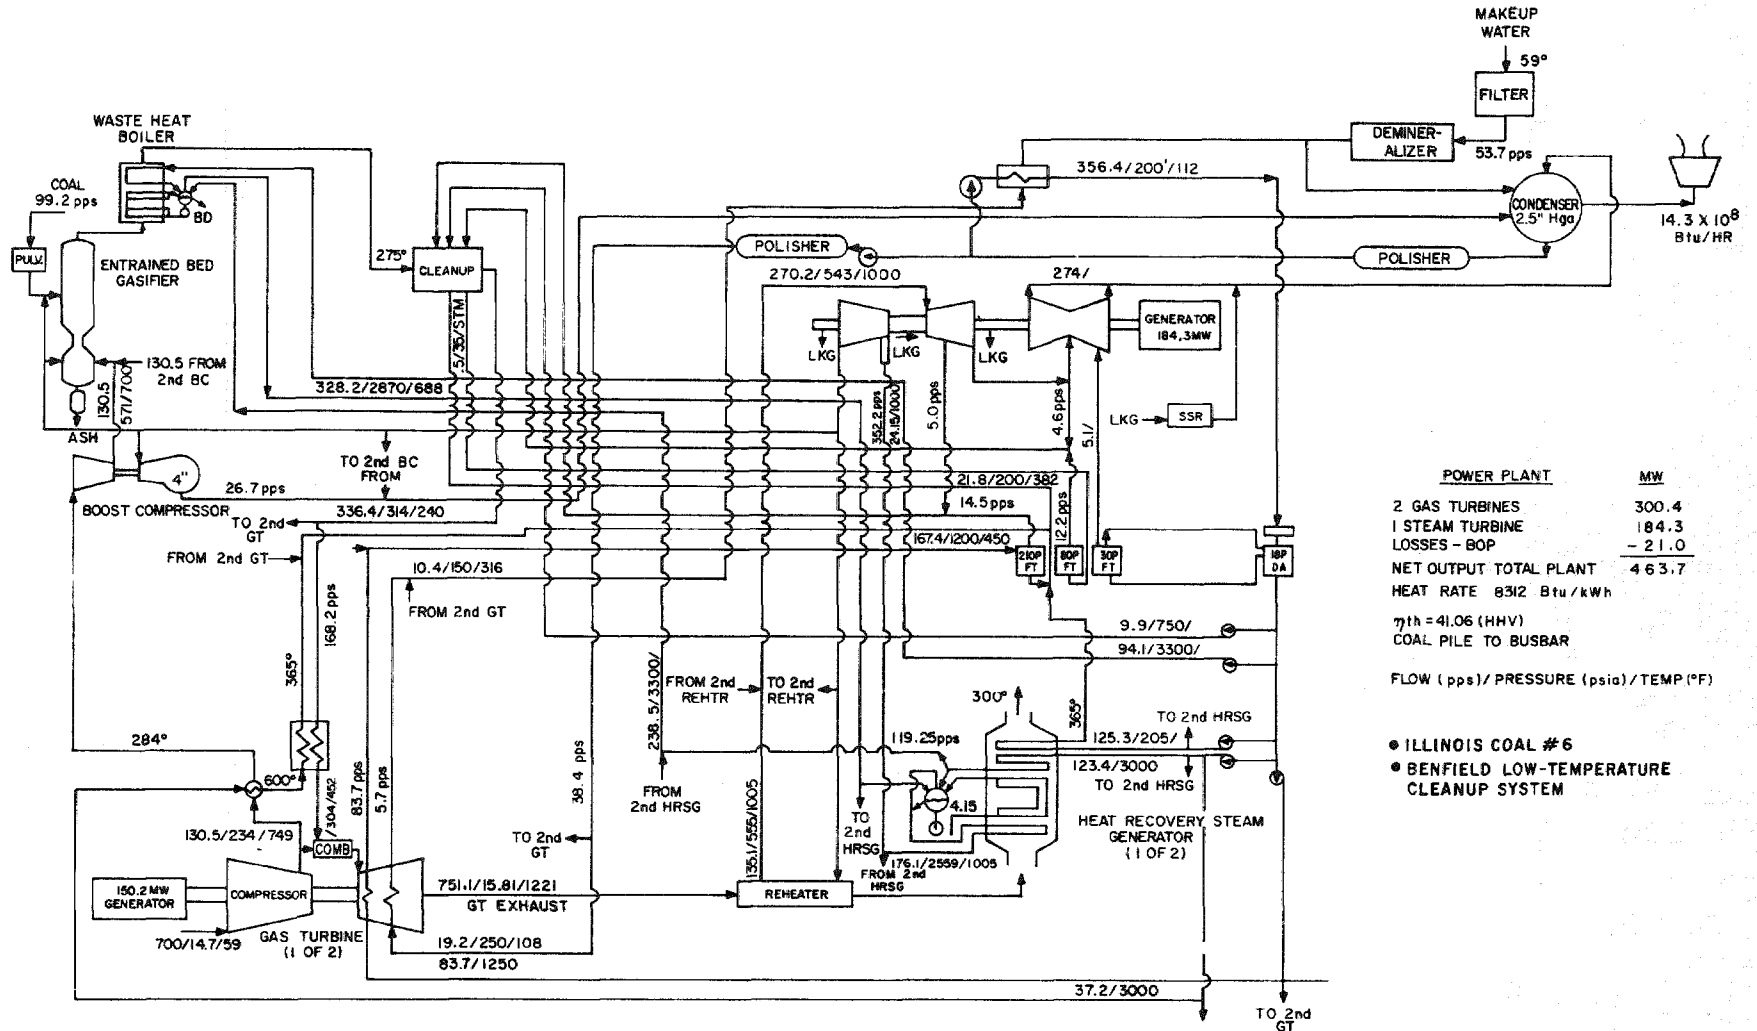 MAKEUP
WATER
59°
FILTER
DEMINER-
ALIZER
53.7 pps
WASTE HEAT
BOILER
COAL
99.2 pps
BD
PULV.
ENTRAINED BED
GASIFIER
275°
CLEANUP
356.4/200'/112
CONDENSER
2.5" Hga
14.3 X 10⁸
Btu/HR
POLISHER
POLISHER
270.2/543/1000
274/
GENERATOR
184.3MW
LKG
LKG
LKG
130.5 FROM
2nd BC
130.5
571/700°
ASH
328.2/2870/688
.5/35/STM
352.2 pps
2415/1000
5.0 pps
4.6 pps
5.1/
LKG
SSR
TO 2nd BC
FROM
4"
26.7 pps
BOOST COMPRESSOR
336.4/314/240
TO 2nd
GT
FROM 2nd GT
21.8/200/382
14.5 pps
12.2 pps
167.4/1200/450
210P
FT
80P
FT
30P
FT
18P
DA
10.4/150/316
FROM 2nd GT
168.2 pps
365°
9.9/750/
94.1/3300/
238.5/3300/
FROM 2nd
REHTR
TO 2nd
REHTR
300°
365°
TO 2nd HRSG
125.3/205/
123.4/3000
TO 2nd HRSG
284°
600°
/304/452
83.7 pps
5.7 pps
38.4 pps
FROM
2nd HRSG
119.25pps
4.15
TO
2nd
HRSG
HEAT RECOVERY STEAM
GENERATOR
(1 OF 2)
130.5/234/749
COMB
TO 2nd
GT
135.1/555/1005
176.1/2559/1005
FROM 2nd
HRSG
150.2 MW
GENERATOR
COMPRESSOR
751.1/15.81/1221
GT EXHAUST
REHEATER
700/14.7/59
GAS TURBINE
(1 OF 2)
19.2/250/108
83.7/1250
37.2/3000
TO 2nd
GT
POWER PLANT MW
2 GAS TURBINES 300.4
1 STEAM TURBINE 184.3
LOSSES - BOP - 21.0
NET OUTPUT TOTAL PLANT 463.7
HEAT RATE 8312 Btu/kWh
ηth = 41.06 (HHV)
COAL PILE TO BUSBAR
FLOW (pps)/ PRESSURE (psia)/ TEMP (°F)
● ILLINOIS COAL #6
● BENFIELD LOW-TEMPERATURE
CLEANUP SYSTEM